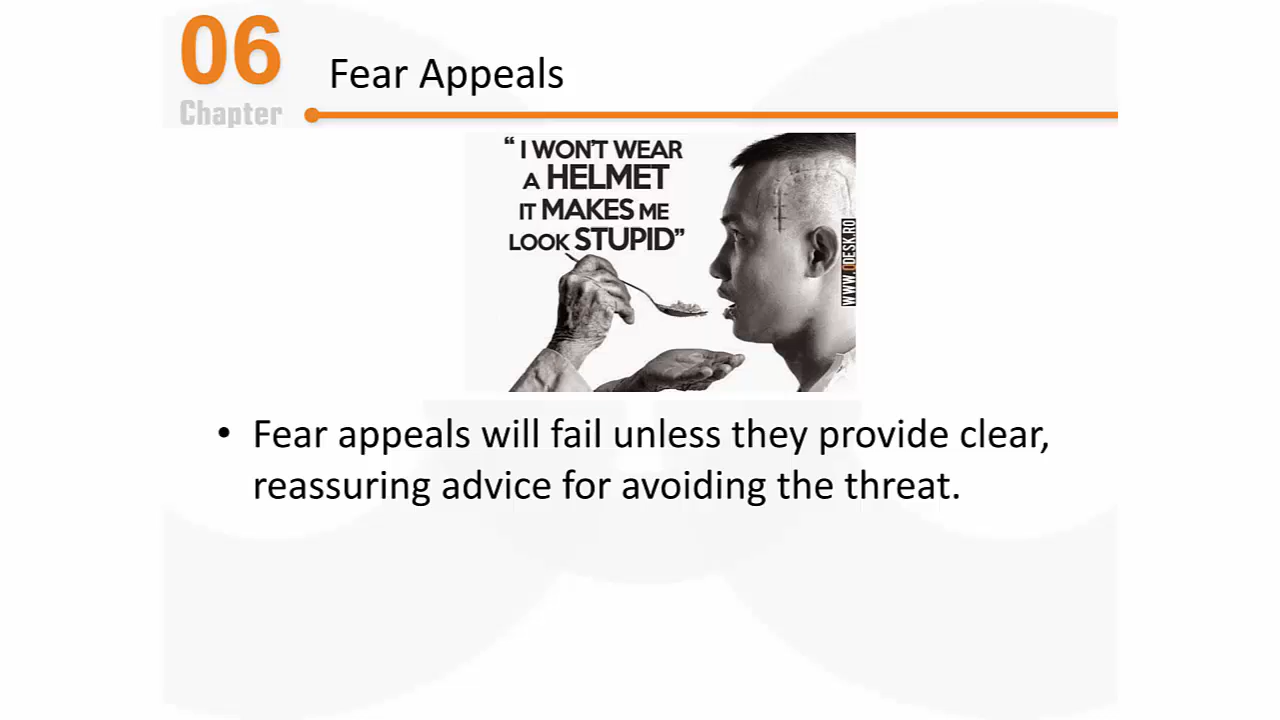 06
Chapter
Fear Appeals
“ I WON'T WEAR
A HELMET
IT MAKES ME
LOOK STUPID”
WWW.ODESK.RO
• Fear appeals will fail unless they provide clear,
reassuring advice for avoiding the threat.